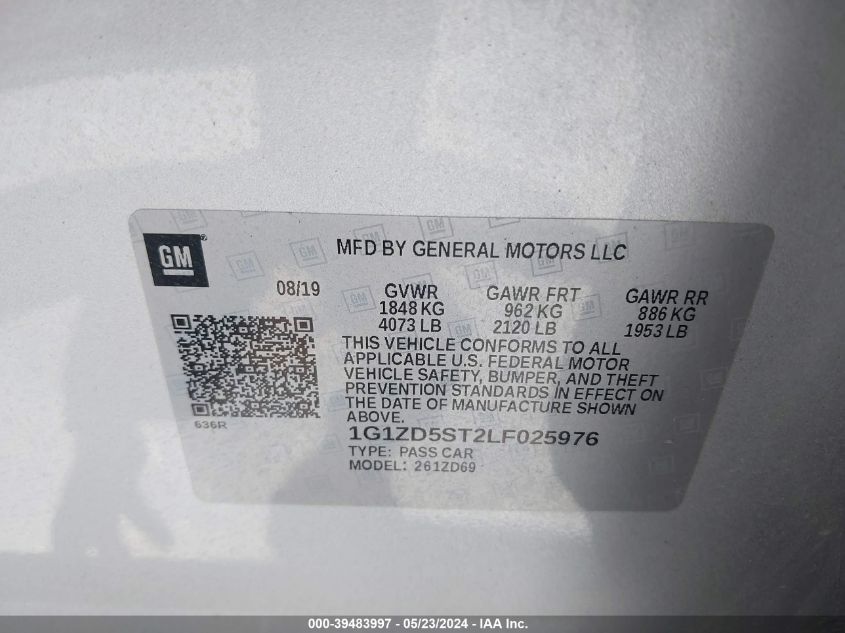 GM®
MFD BY GENERAL MOTORS LLC
08/19
GVWR GAWR FRT GAWR RR
1848 KG 962 KG 886 KG
4073 LB 2120 LB 1953 LB
THIS VEHICLE CONFORMS TO ALL
APPLICABLE U.S. FEDERAL MOTOR
VEHICLE SAFETY, BUMPER, AND THEFT
PREVENTION STANDARDS IN EFFECT ON
THE DATE OF MANUFACTURE SHOWN
ABOVE.
636R
1G1ZD5ST2LF025976
TYPE: PASS CAR
MODEL: 261ZD69
000-39483997 - 05/23/2024 - IAA Inc.